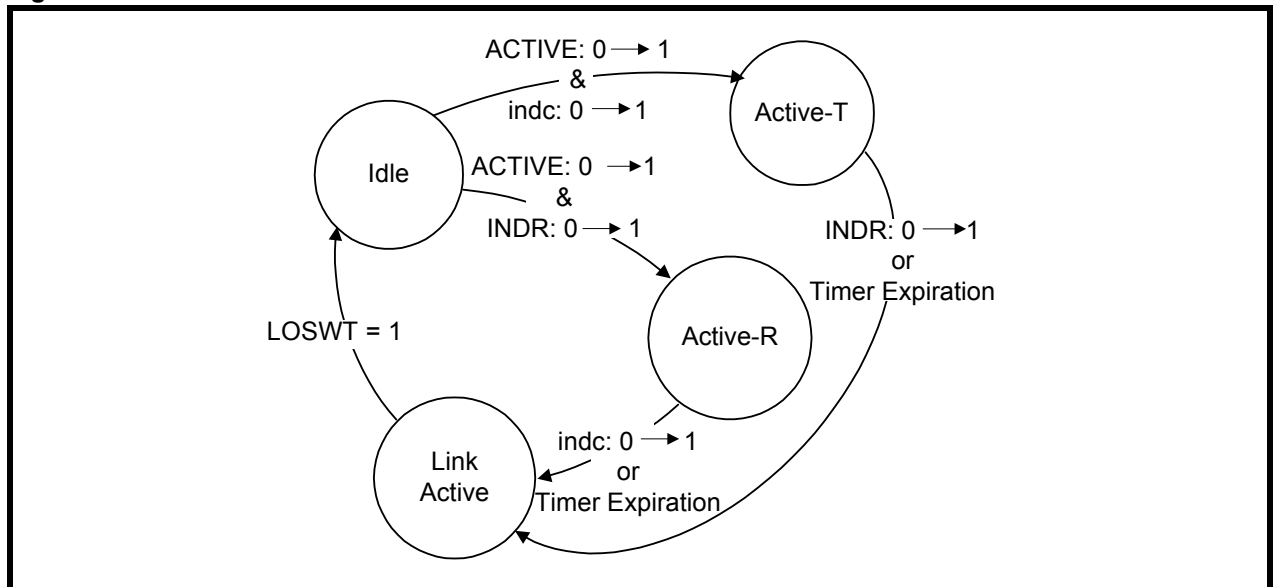 ACTIVE: 0 → 1
&
indc: 0 → 1
Active-T
Idle
ACTIVE: 0 → 1
&
INDR: 0 → 1
INDR: 0 → 1
or
Timer Expiration
Active-R
LOSWT = 1
indc: 0 → 1
or
Timer Expiration
Link
Active